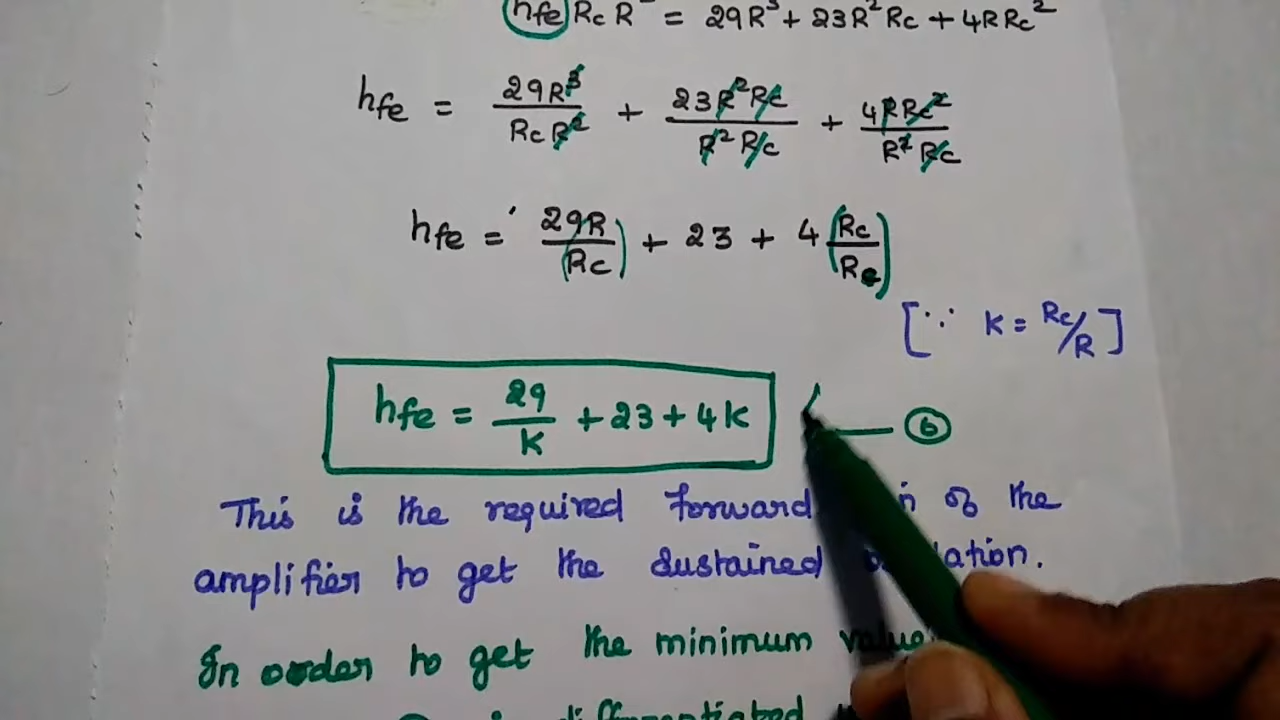 hfe Rc R = 29R³ + 23R²Rc + 4RRc²
hfe = 29R³/RcR² + 23R²Rc/R²Rc + 4RRc²/R²Rc
hfe = 29R/Rc + 23 + 4(Rc/R)
[∵ K = Rc/R]
hfe = 29/K + 23 + 4K — 6
This is the required forward of the
amplifier to get the sustained
In order to get the minimum value
differentiated